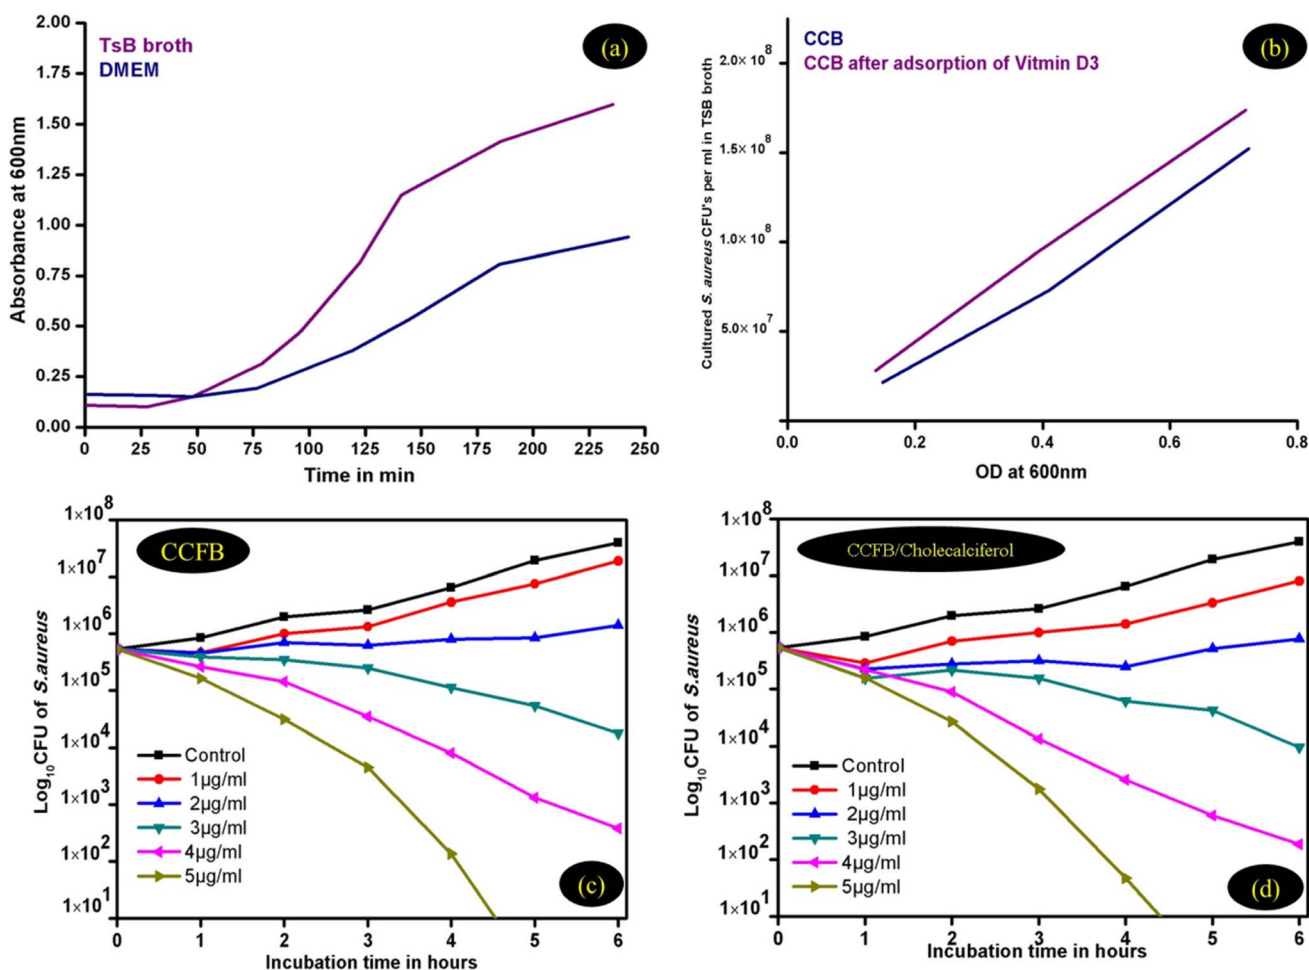 2.00
1.75
1.50
1.25
1.00
0.75
0.50
0.25
0.00
Absorbance at 600nm
TsB broth
DMEM
(a)
0 25 50 75 100 125 150 175 200 225 250
Time in min
Cultured S. aureus CFU's per ml in TSB broth
2.0× 10⁸
1.5× 10⁸
1.0× 10⁸
5.0× 10⁷
CCB
CCB after adsorption of Vitmin D3
(b)
0.0 0.2 0.4 0.6 0.8
OD at 600nm
Log₁₀CFU of S.aureus
1×10⁸
1×10⁷
1×10⁶
1×10⁵
1×10⁴
1×10³
1×10²
1×10¹
CCFB
Control
1µg/ml
2µg/ml
3µg/ml
4µg/ml
5µg/ml
(c)
0 1 2 3 4 5 6
Incubation time in hours
Log₁₀CFU of S.aureus
1×10⁸
1×10⁷
1×10⁶
1×10⁵
1×10⁴
1×10³
1×10²
1×10¹
CCFB/Cholecalciferol
Control
1µg/ml
2µg/ml
3µg/ml
4µg/ml
5µg/ml
(d)
0 1 2 3 4 5 6
Incubation time in hours